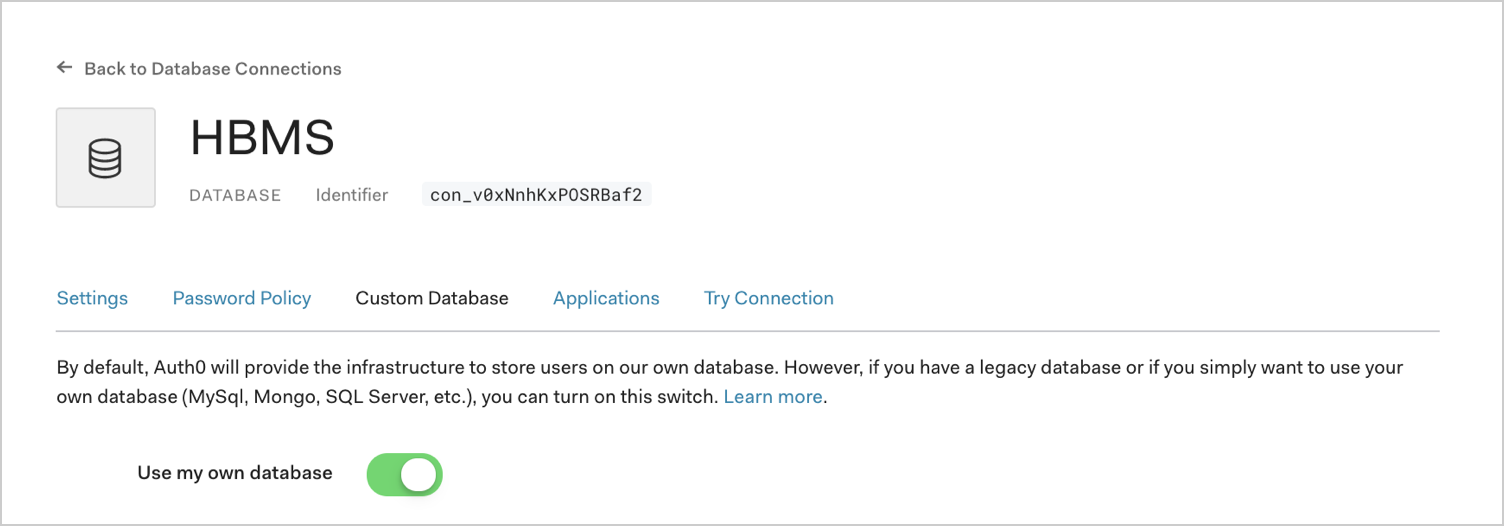 ← Back to Database Connections
HBMS
DATABASE Identifier con_v0xNnhKxPOSRBaf2
Settings Password Policy Custom Database Applications Try Connection
By default, Auth0 will provide the infrastructure to store users on our own database. However, if you have a legacy database or if you simply want to use your
own database (MySql, Mongo, SQL Server, etc.), you can turn on this switch. Learn more.
Use my own database